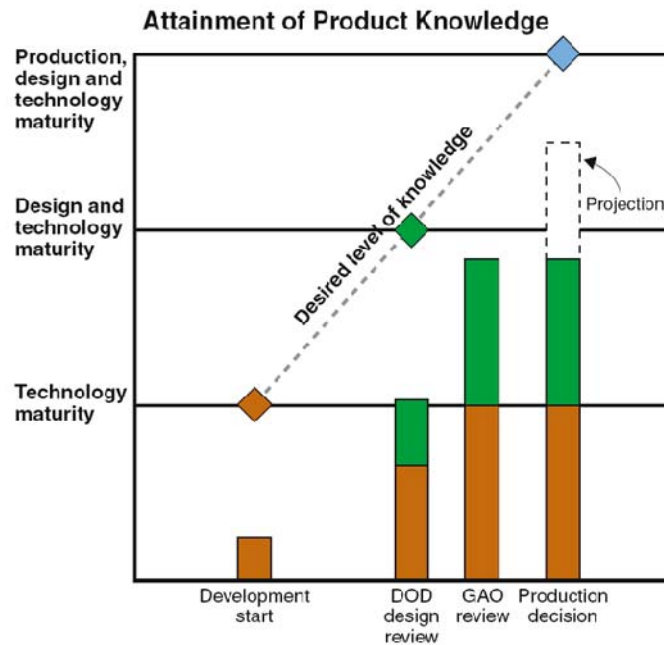 Attainment of Product Knowledge
Production,
design and
technology
maturity
Design and
technology
maturity
Technology
maturity
Desired level of knowledge
Projection
Development
start
DOD
design
review
GAO
review
Production
decision